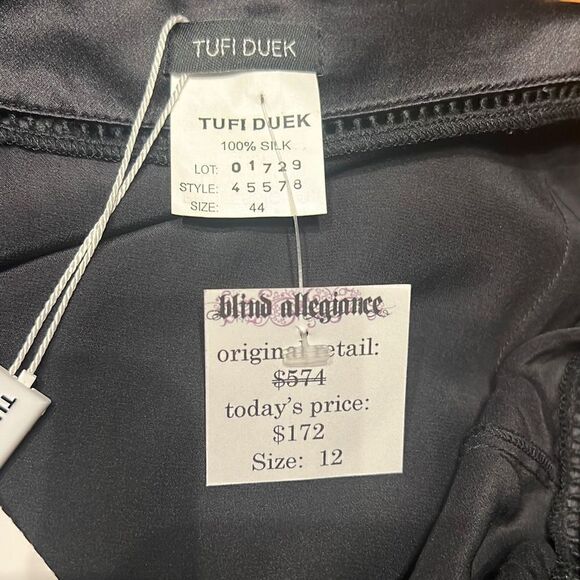 TUFI DUEK
TUFI DUEK
100% SILK
LOT: 01729
STYLE: 45578
SIZE: 44
blind allegiance
original retail:
$574
today's price:
$172
Size: 12